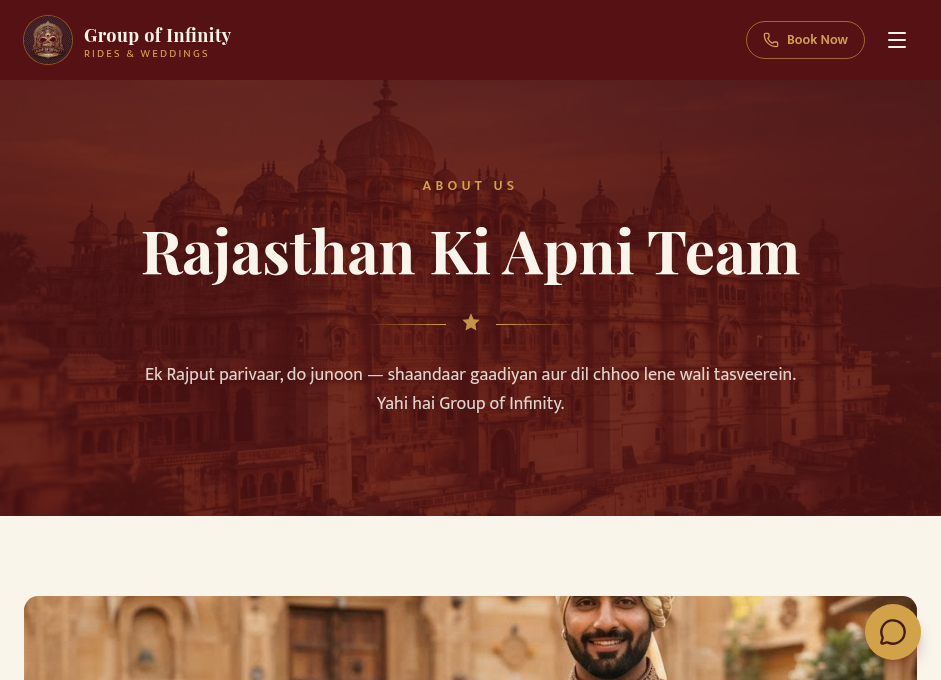 Group of Infinity
RIDES & WEDDINGS
Book Now
ABOUT US
Rajasthan Ki Apni Team
Ek Rajput parivaar, do junoon — shaandaar gaadiyan aur dil chhoo lene wali tasveerein.
Yahi hai Group of Infinity.